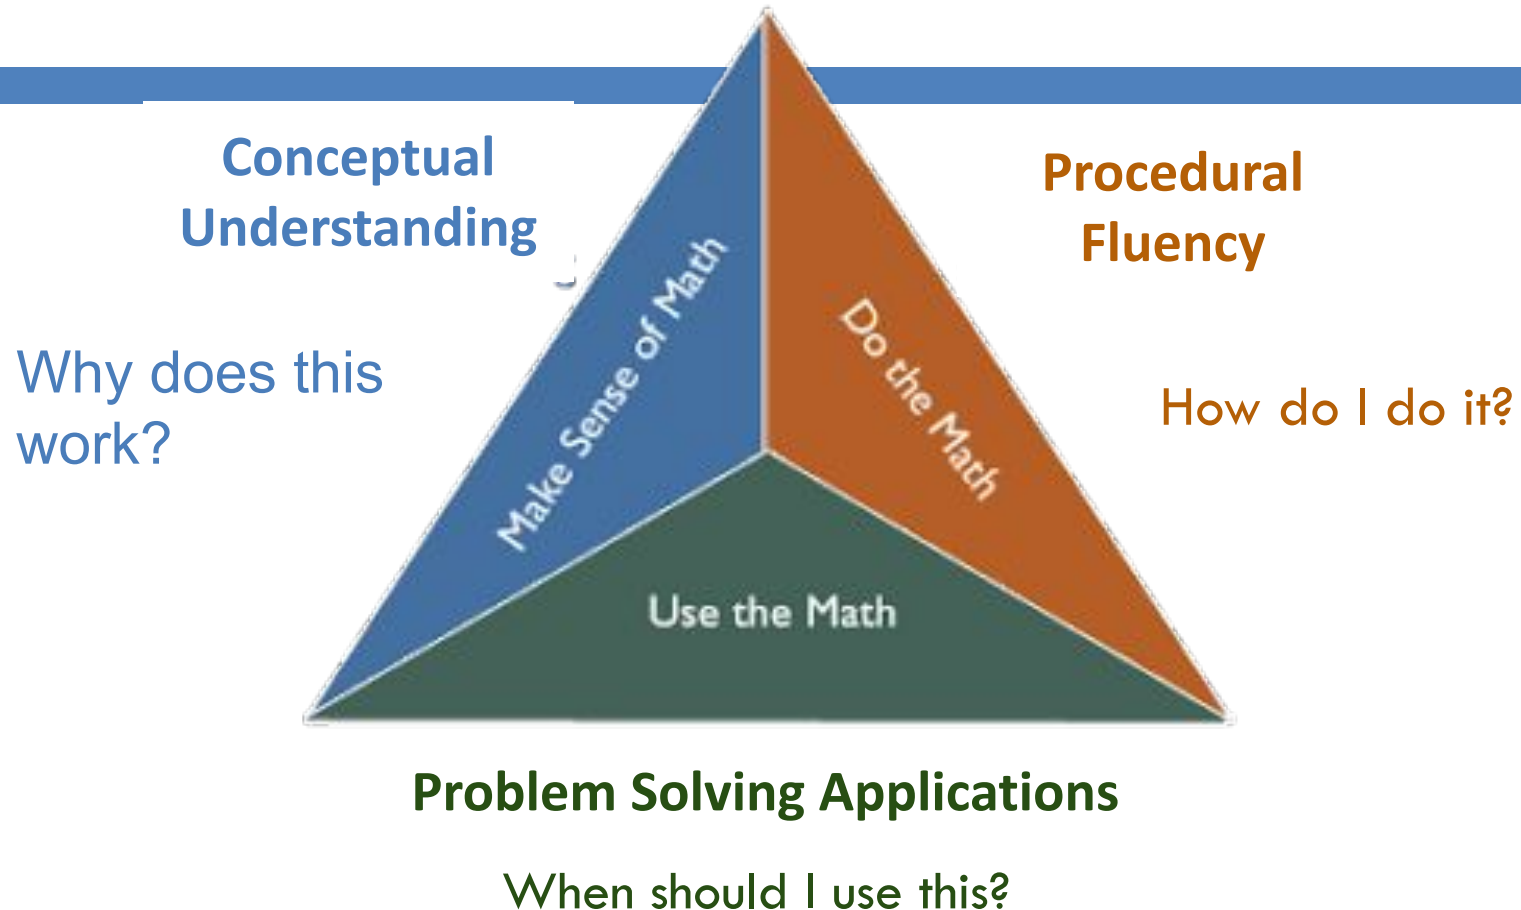 Conceptual
Understanding
Procedural
Fluency
Why does this
work?
Make Sense of Math
Do the Math
How do I do it?
Use the Math
Problem Solving Applications
When should I use this?